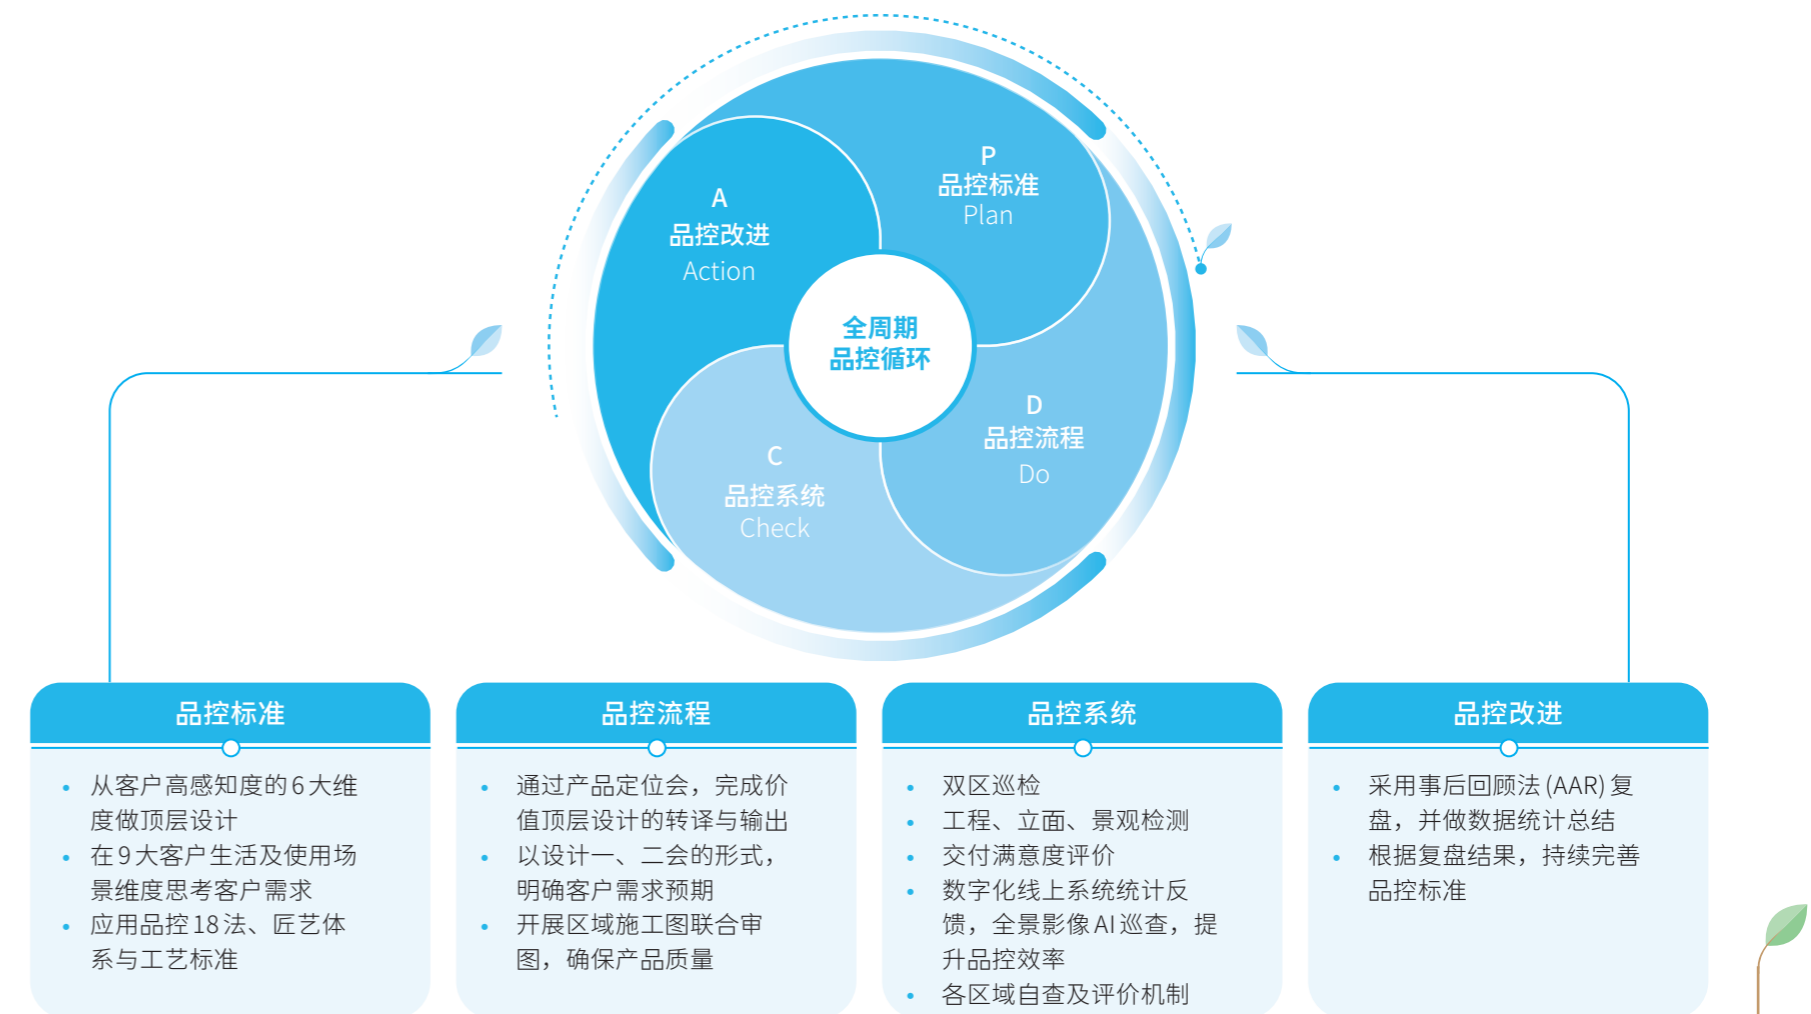 P
品控标准
Plan
A
品控改进
Action
全周期
品控循环
D
品控流程
Do
C
品控系统
Check
品控标准
• 从客户高感知度的6大维
度做顶层设计
• 在9大客户生活及使用场
景维度思考客户需求
• 应用品控18法、匠艺体
系与工艺标准
品控流程
• 通过产品定位会，完成价
值顶层设计的转译与输出
• 以设计一、二会的形式，
明确客户需求预期
• 开展区域施工图联合审
图，确保产品质量
品控系统
• 双区巡检
• 工程、立面、景观检测
• 交付满意度评价
• 数字化线上系统统计反
馈，全景影像AI巡查，提
升品控效率
• 各区域自查及评价机制
品控改进
• 采用事后回顾法(AAR)复
盘，并做数据统计总结
• 根据复盘结果，持续完善
品控标准